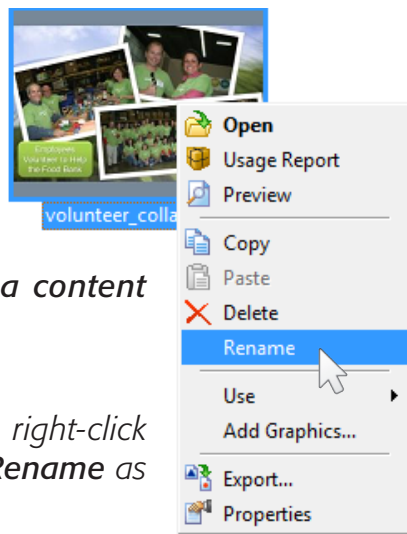 Employees
Volunteer to Help
the Food Bank
volunteer_colla
Open
Usage Report
Preview
Copy
Paste
Delete
Rename
Use
Add Graphics...
Export...
Properties
a content
right-click
Rename as